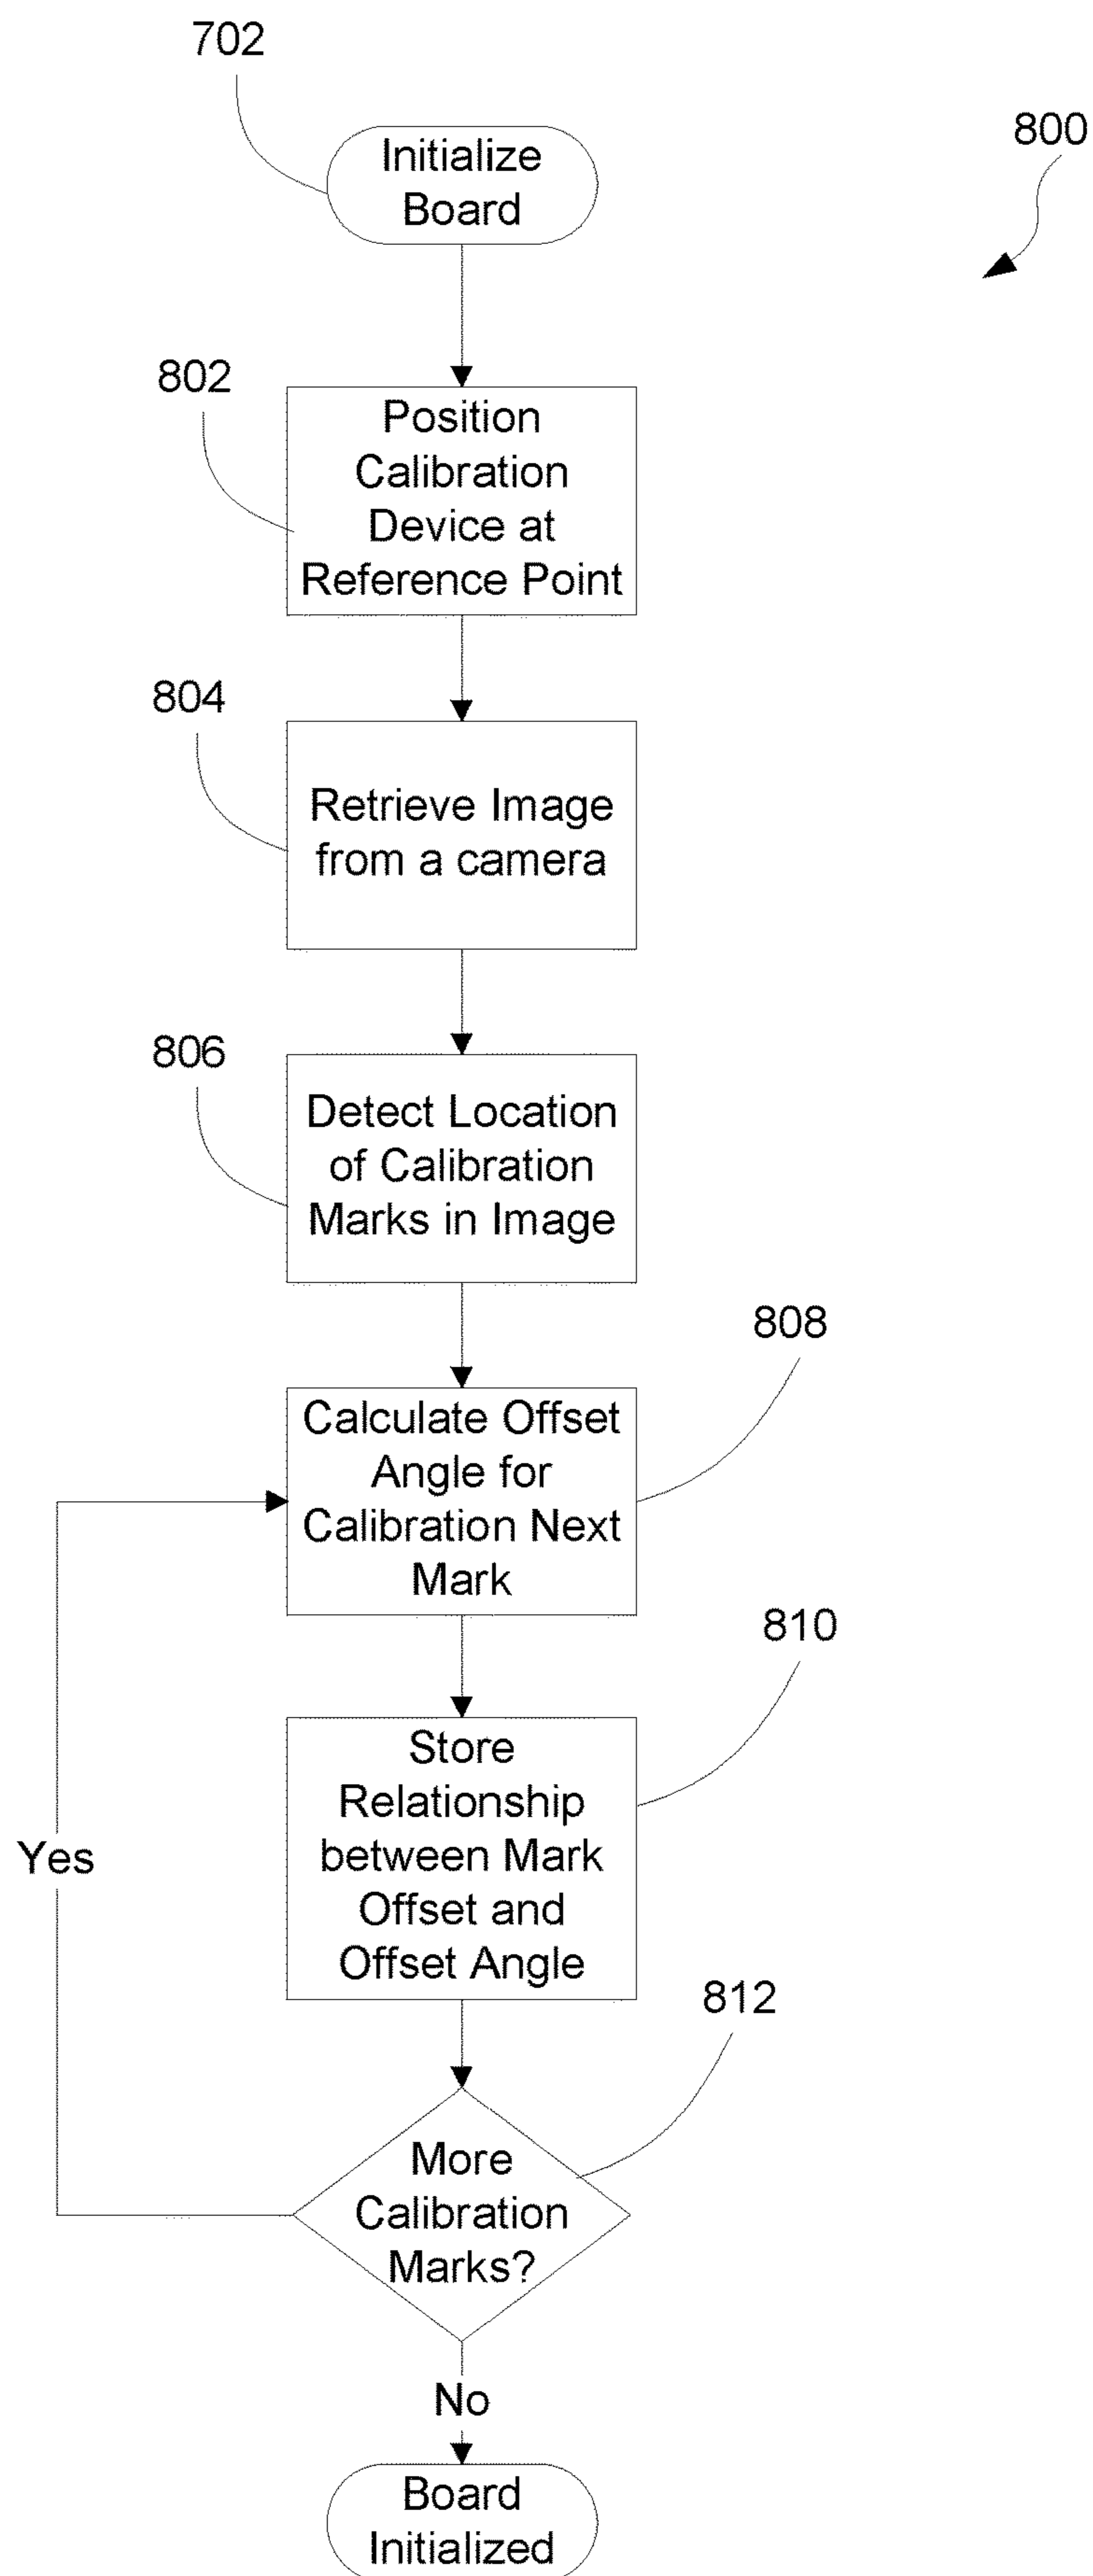 702
800
Initialize
Board
802
Position
Calibration
Device at
Reference Point
804
Retrieve Image
from a camera
806
Detect Location
of Calibration
Marks in Image
808
Calculate Offset
Angle for
Calibration Next
Mark
810
Store
Relationship
between Mark
Offset and
Offset Angle
Yes
812
More
Calibration
Marks?
No
Board
Initialized